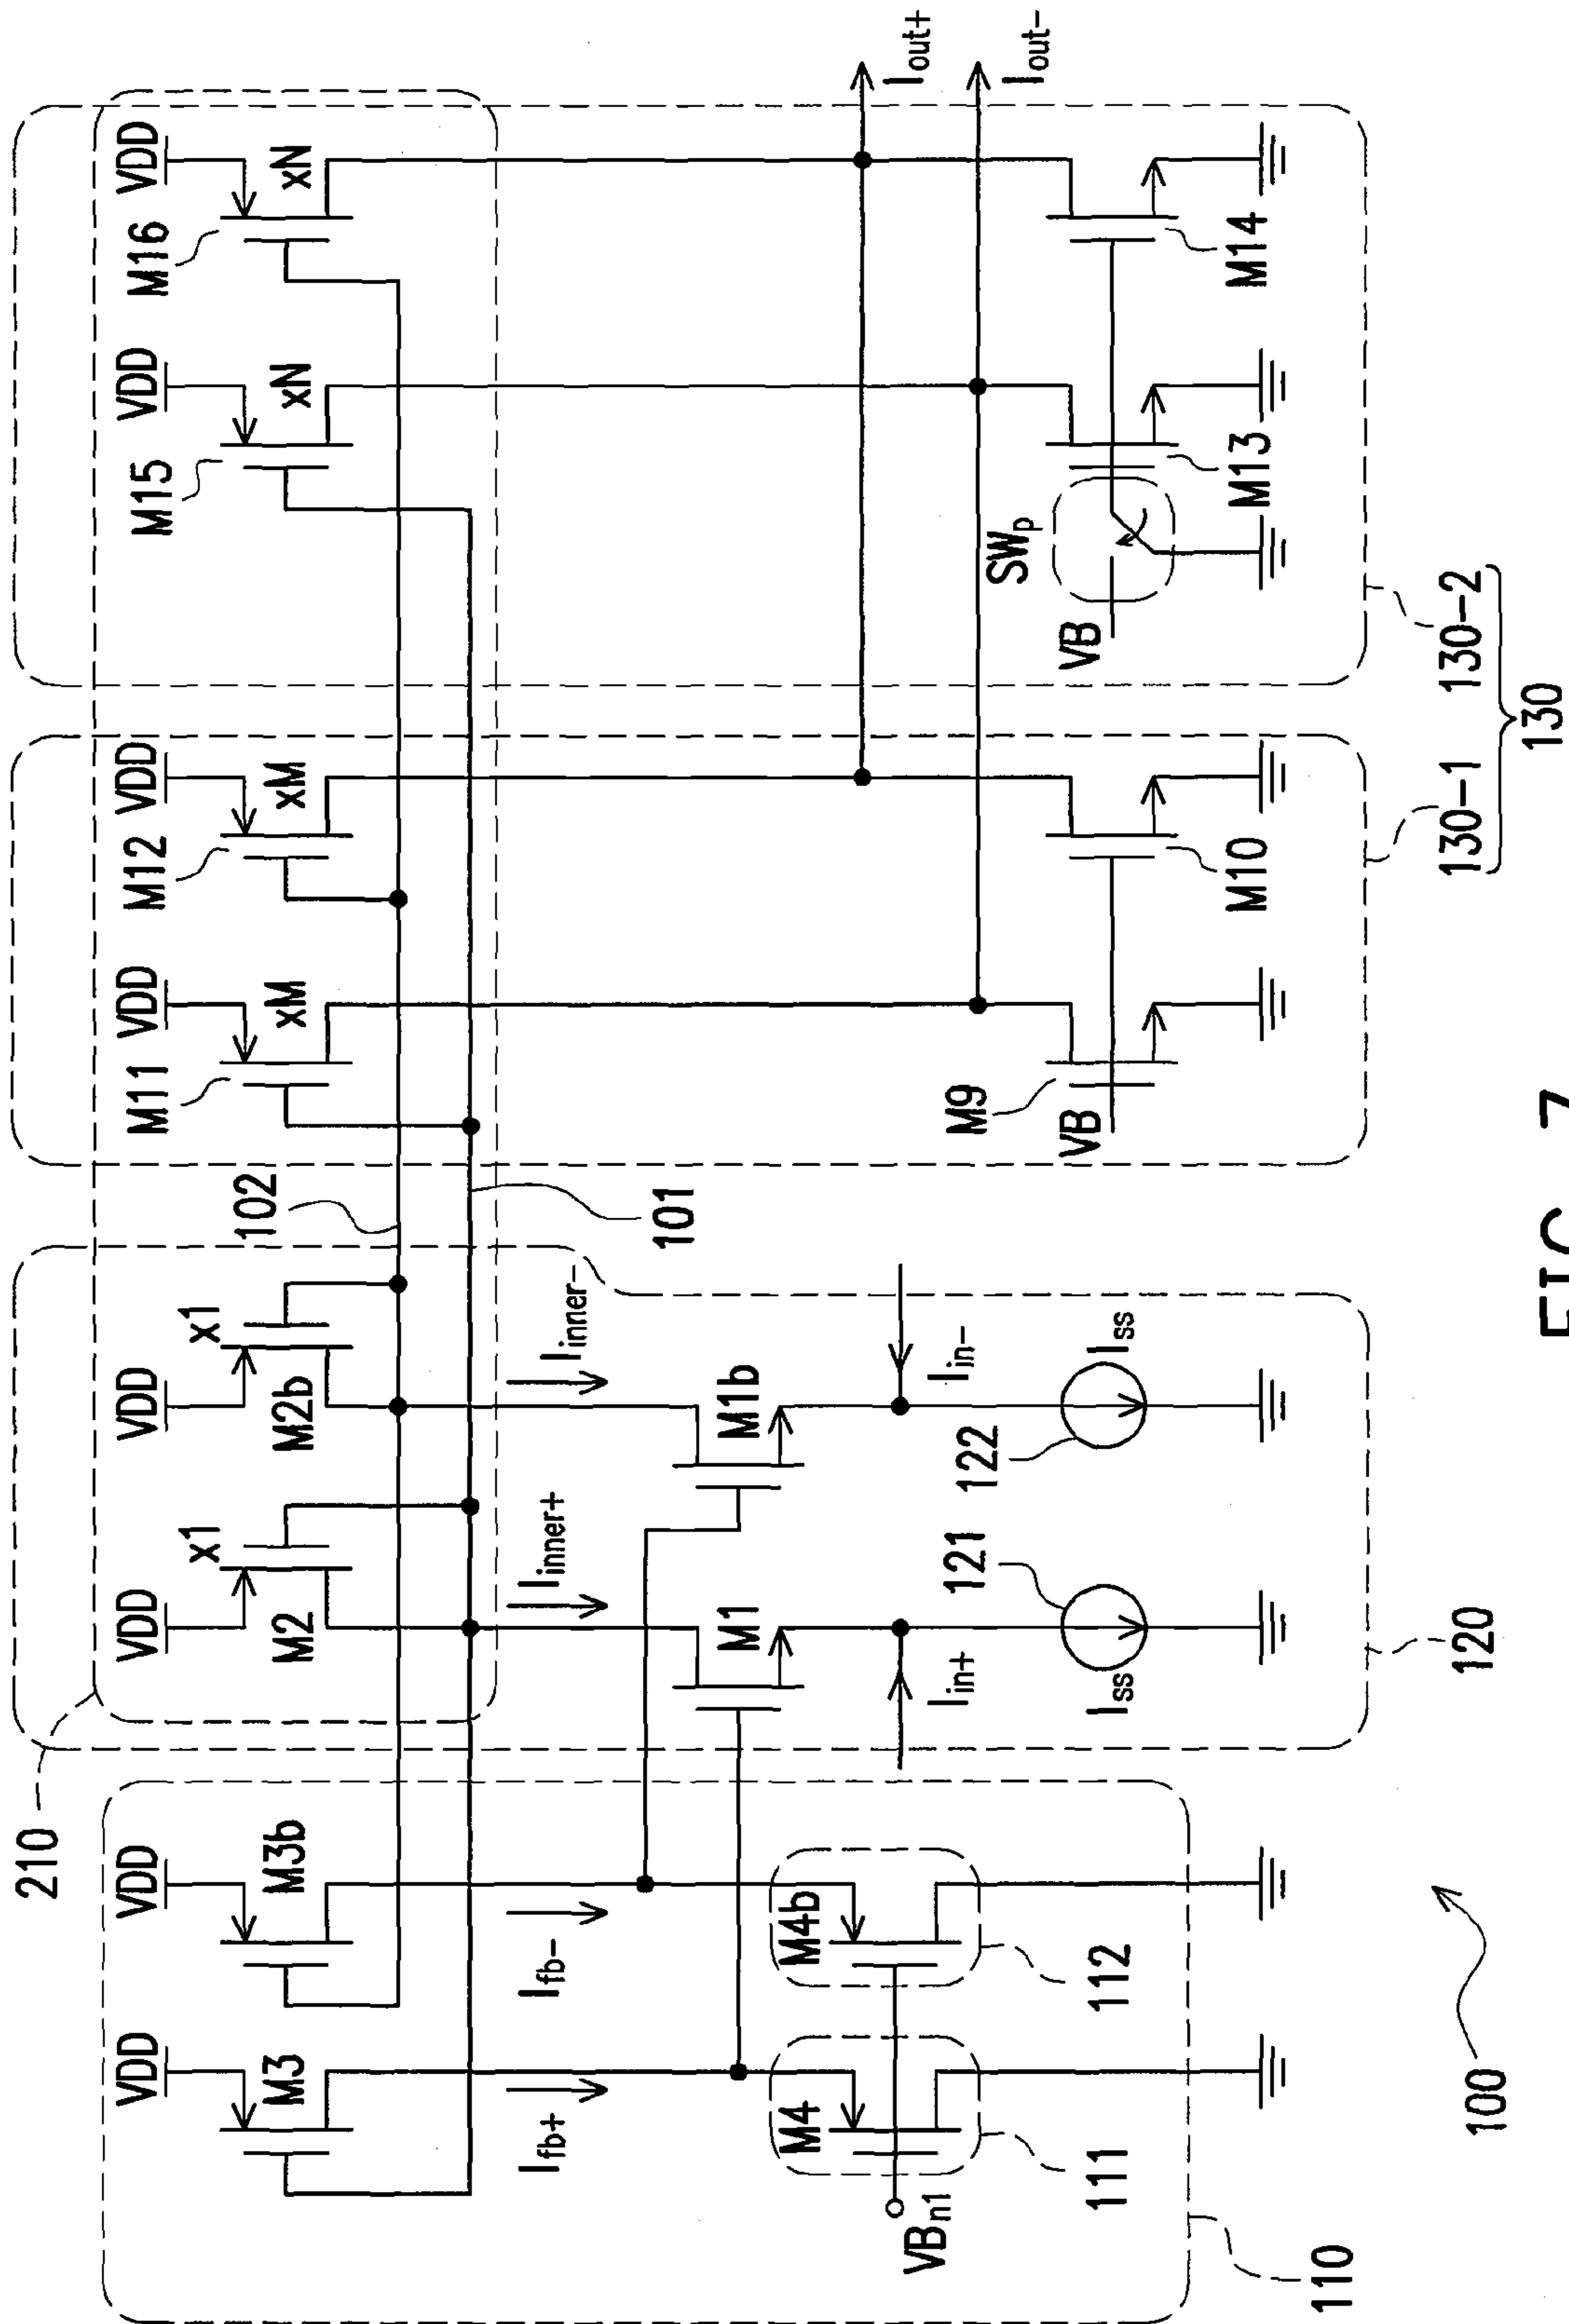 210
VDD
VDD
VDD
VDD
VDD
VDD
VDD
VDD
M3
M3b
M2
x1
M2b
x1
102
M11
xM
M12
xM
M15
xN
M16
xN
101
Ifb+
Ifb-
Iinner+
Iinner-
M1
M1b
Iout+
Iout-
M4
M4b
VBn1
111
112
Iin+
Iin-
121
122
Iss
Iss
VB
M9
M10
VB
SWp
M13
M14
110
120
130-1
130-2
130
100
FIG. 7